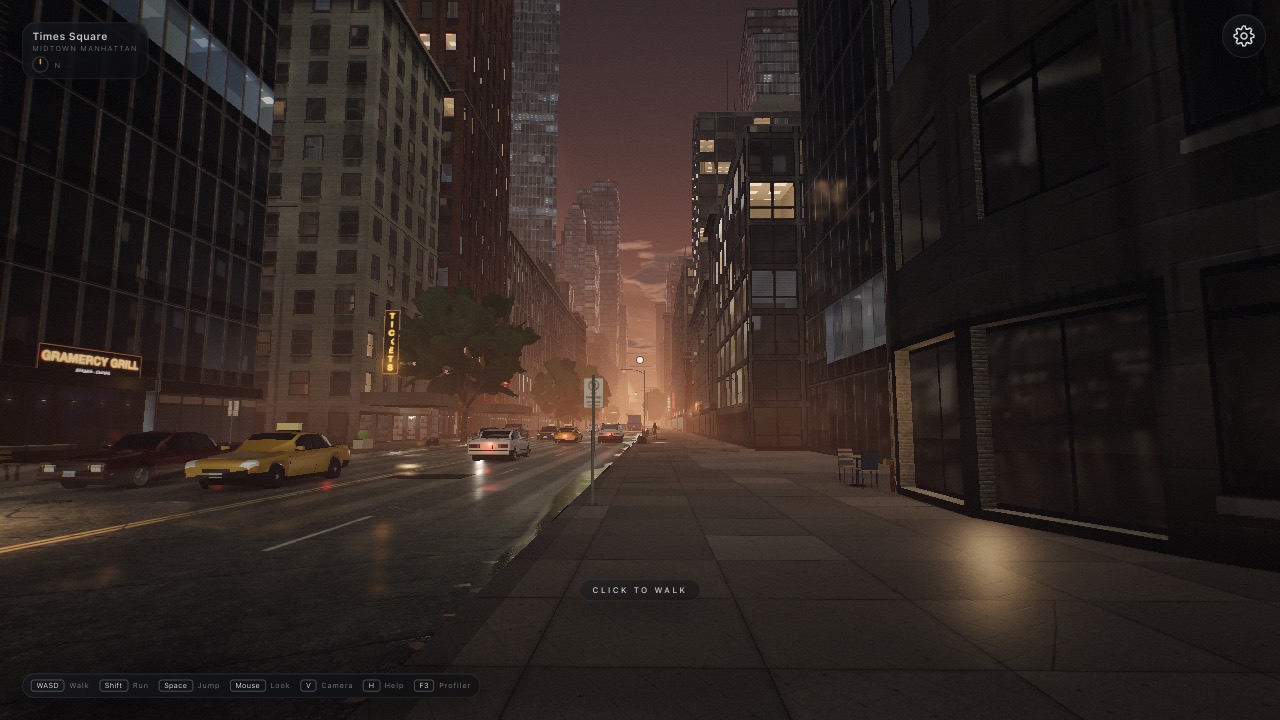 Times Square
MIDTOWN MANHATTAN
N
TICKETS
GRAMERCY GRILL
CLICK TO WALK
WASD Walk Shift Run Space Jump Mouse Look V Camera H Help F3 Profiler